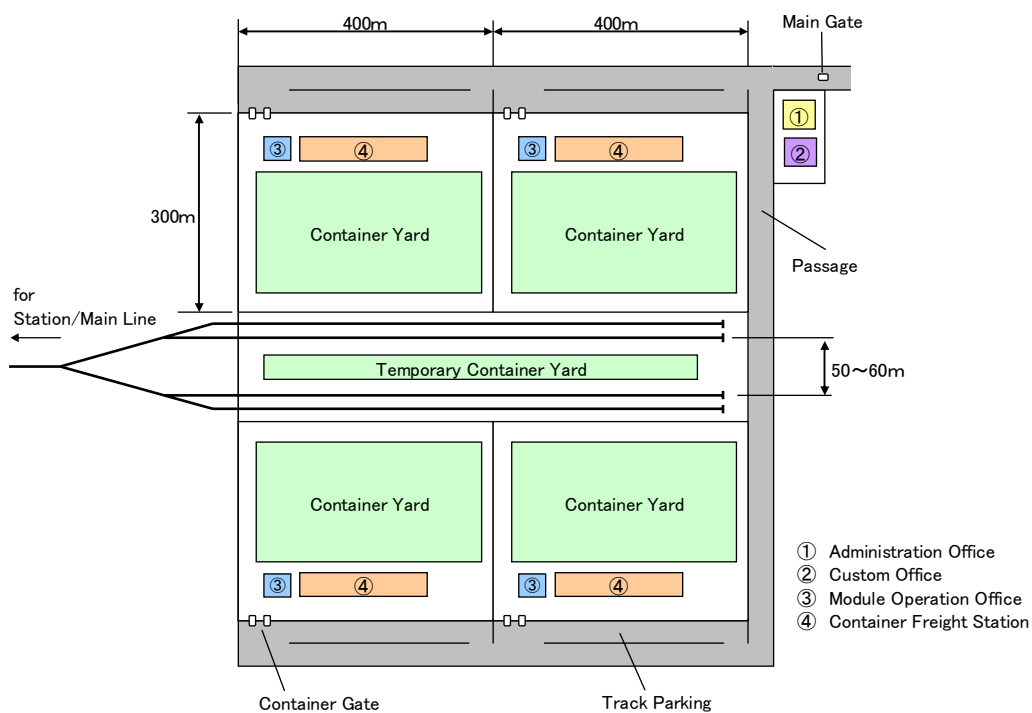 400m
400m
Main Gate
①
②
③
④
③
④
300m
Container Yard
Container Yard
Passage
for
Station/Main Line
Temporary Container Yard
50～60m
Container Yard
Container Yard
① Administration Office
② Custom Office
③ Module Operation Office
④ Container Freight Station
③
④
③
④
Container Gate
Track Parking